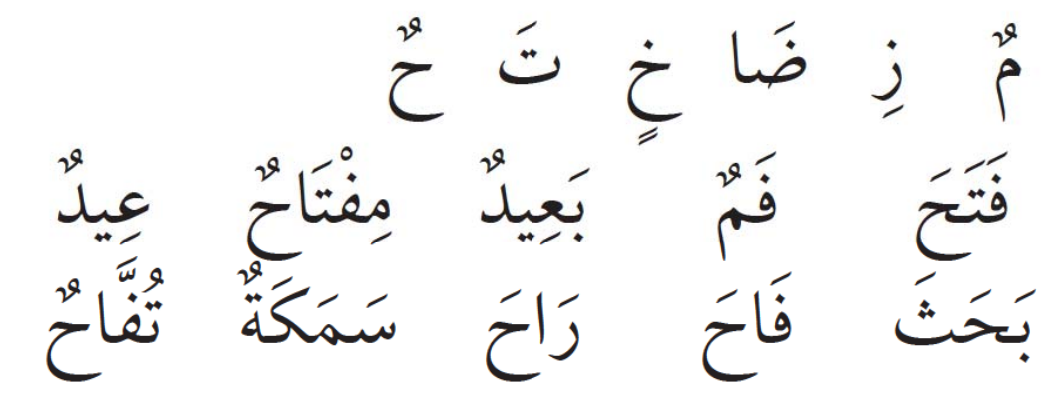 مٌ زِ ضَا خٍ تَ حٌ
فَتَحَ فَمٌ بَعِيدٌ مِفْتَاحٌ عِيدٌ
بَحَثَ فَاحَ رَاحَ سَمَكَةٌ تُفَّاحٌ